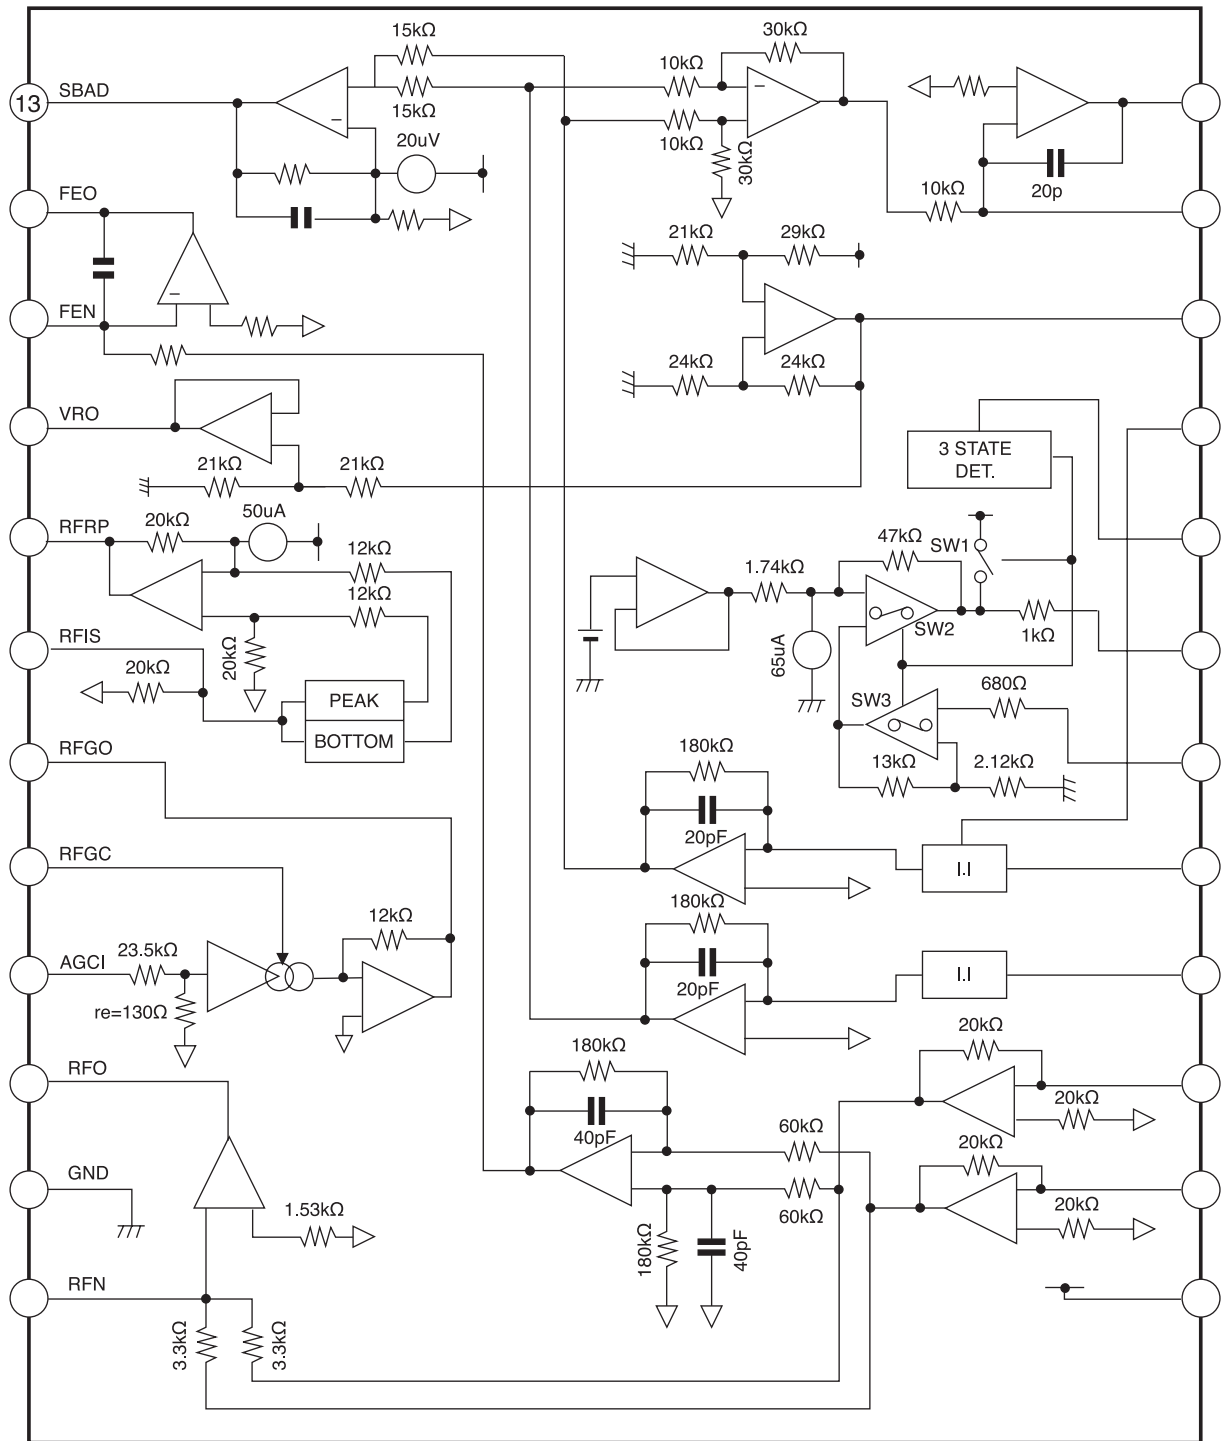 15kΩ
30kΩ
13
SBAD
15kΩ
10kΩ
−
−
20uV
10kΩ
30kΩ
20p
10kΩ
FEO
21kΩ
29kΩ
FEN
−
24kΩ
24kΩ
VRO
21kΩ
21kΩ
3 STATE
DET.
RFRP
20kΩ
50uA
12kΩ
12kΩ
47kΩ
SW1
1.74kΩ
SW2
1kΩ
65uA
RFIS
20kΩ
20kΩ
PEAK
BOTTOM
SW3
680Ω
13kΩ
2.12kΩ
RFGO
180kΩ
20pF
RFGC
I.I
12kΩ
180kΩ
AGCI
23.5kΩ
20pF
I.I
re=130Ω
RFO
180kΩ
20kΩ
40pF
20kΩ
60kΩ
20kΩ
GND
20kΩ
1.53kΩ
60kΩ
180kΩ
40pF
RFN
3.3kΩ
3.3kΩ